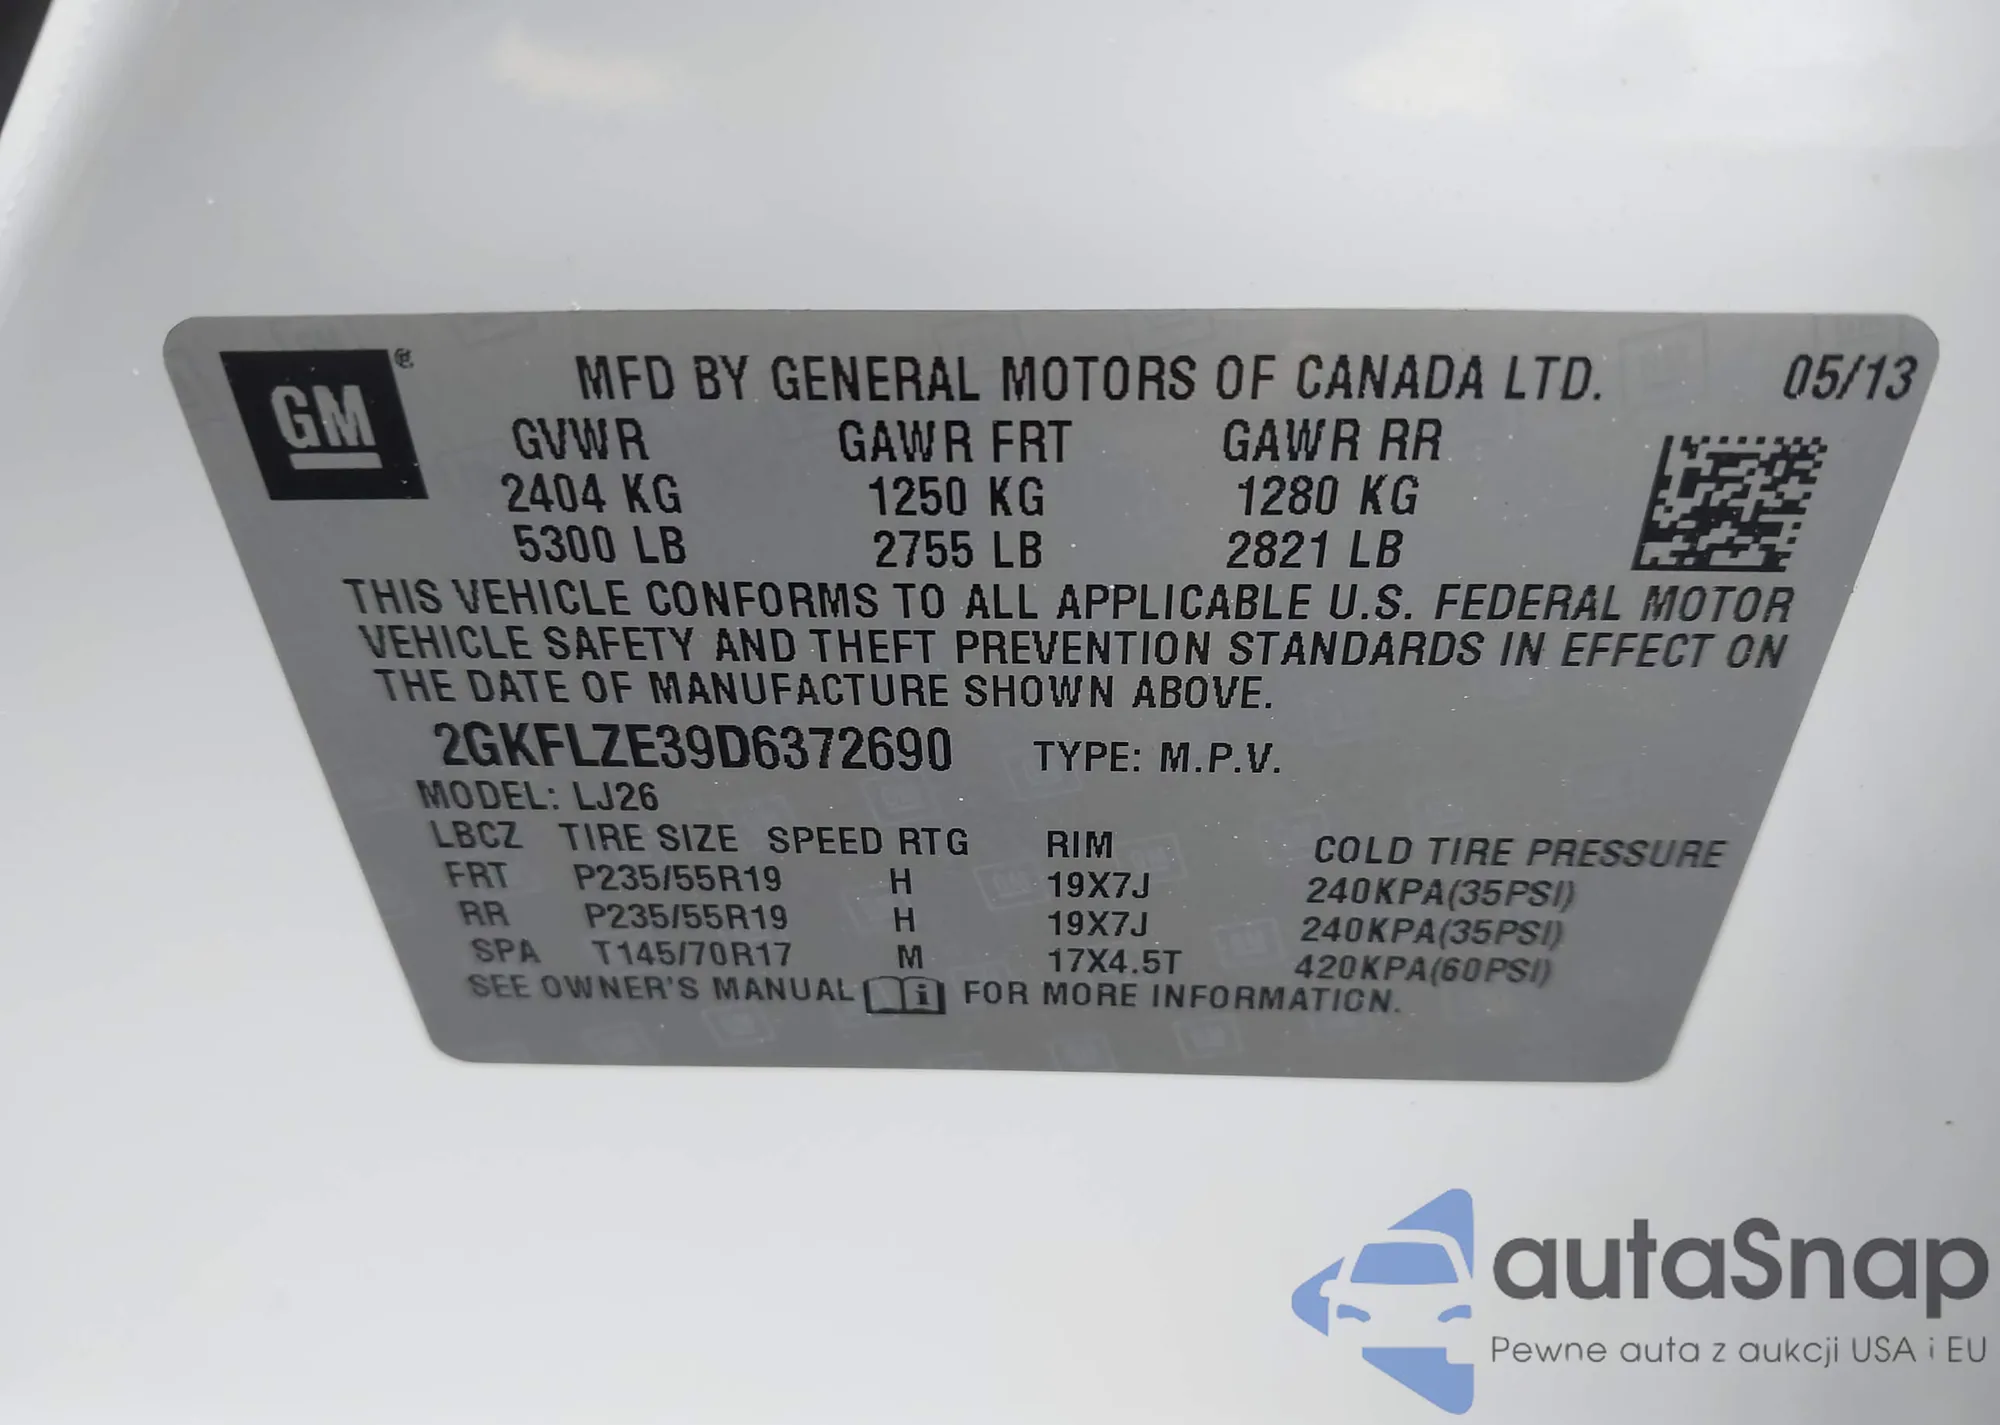 GM ®
MFD BY GENERAL MOTORS OF CANADA LTD. 05/13
GVWR GAWR FRT GAWR RR
2404 KG 1250 KG 1280 KG
5300 LB 2755 LB 2821 LB
THIS VEHICLE CONFORMS TO ALL APPLICABLE U.S. FEDERAL MOTOR
VEHICLE SAFETY AND THEFT PREVENTION STANDARDS IN EFFECT ON
THE DATE OF MANUFACTURE SHOWN ABOVE.
2GKFLZE39D6372690 TYPE: M.P.V.
MODEL: LJ26
LBCZ TIRE SIZE SPEED RTG RIM COLD TIRE PRESSURE
FRT P235/55R19 H 19X7J 240KPA(35PSI)
RR P235/55R19 H 19X7J 240KPA(35PSI)
SPA T145/70R17 M 17X4.5T 420KPA(60PSI)
SEE OWNER'S MANUAL i FOR MORE INFORMATION.
autaSnap
Pewne auta z aukcji USA i EU